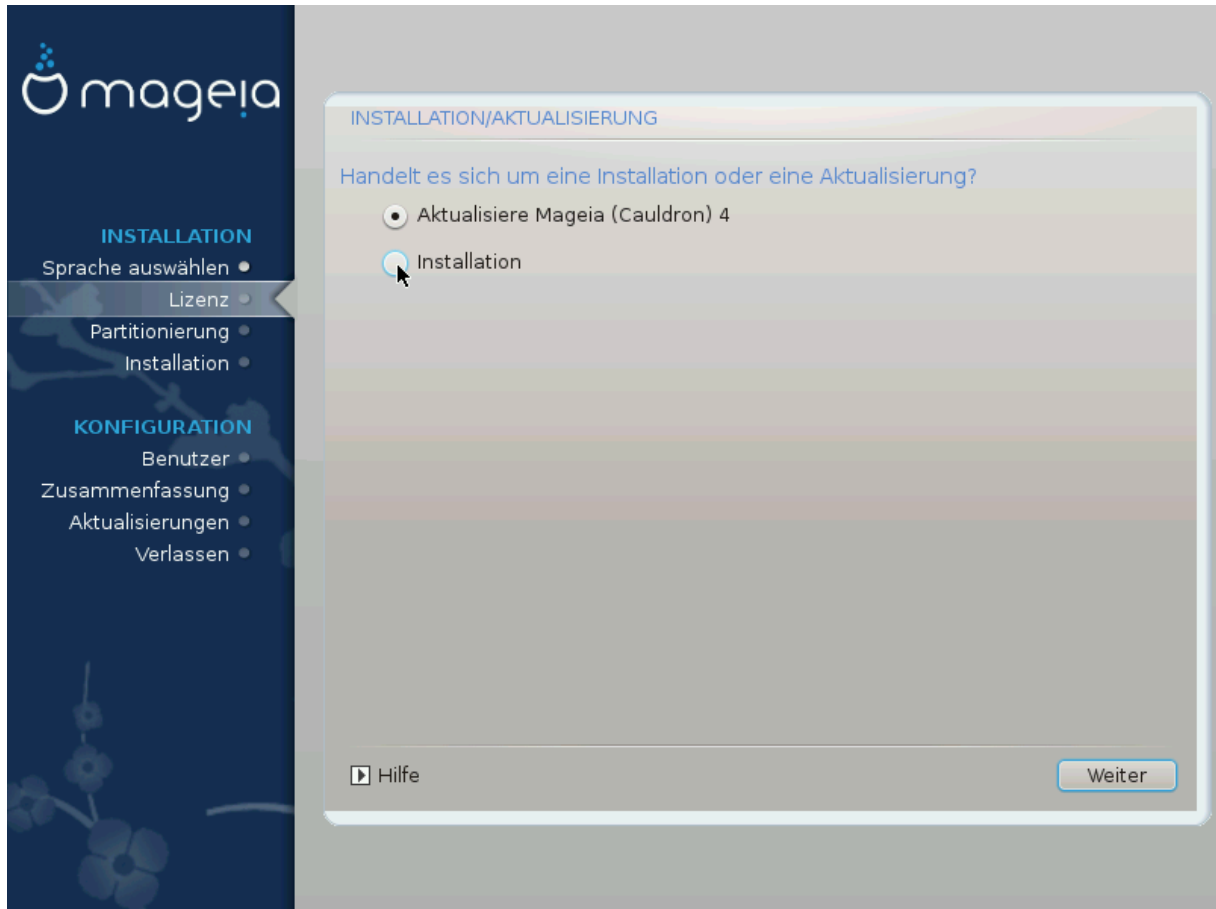 mageia
INSTALLATION
Sprache auswählen
Lizenz
Partitionierung
Installation
KONFIGURATION
Benutzer
Zusammenfassung
Aktualisierungen
Verlassen
INSTALLATION/AKTUALISIERUNG
Handelt es sich um eine Installation oder eine Aktualisierung?
Aktualisiere Mageia (Cauldron) 4
Installation
Hilfe
Weiter